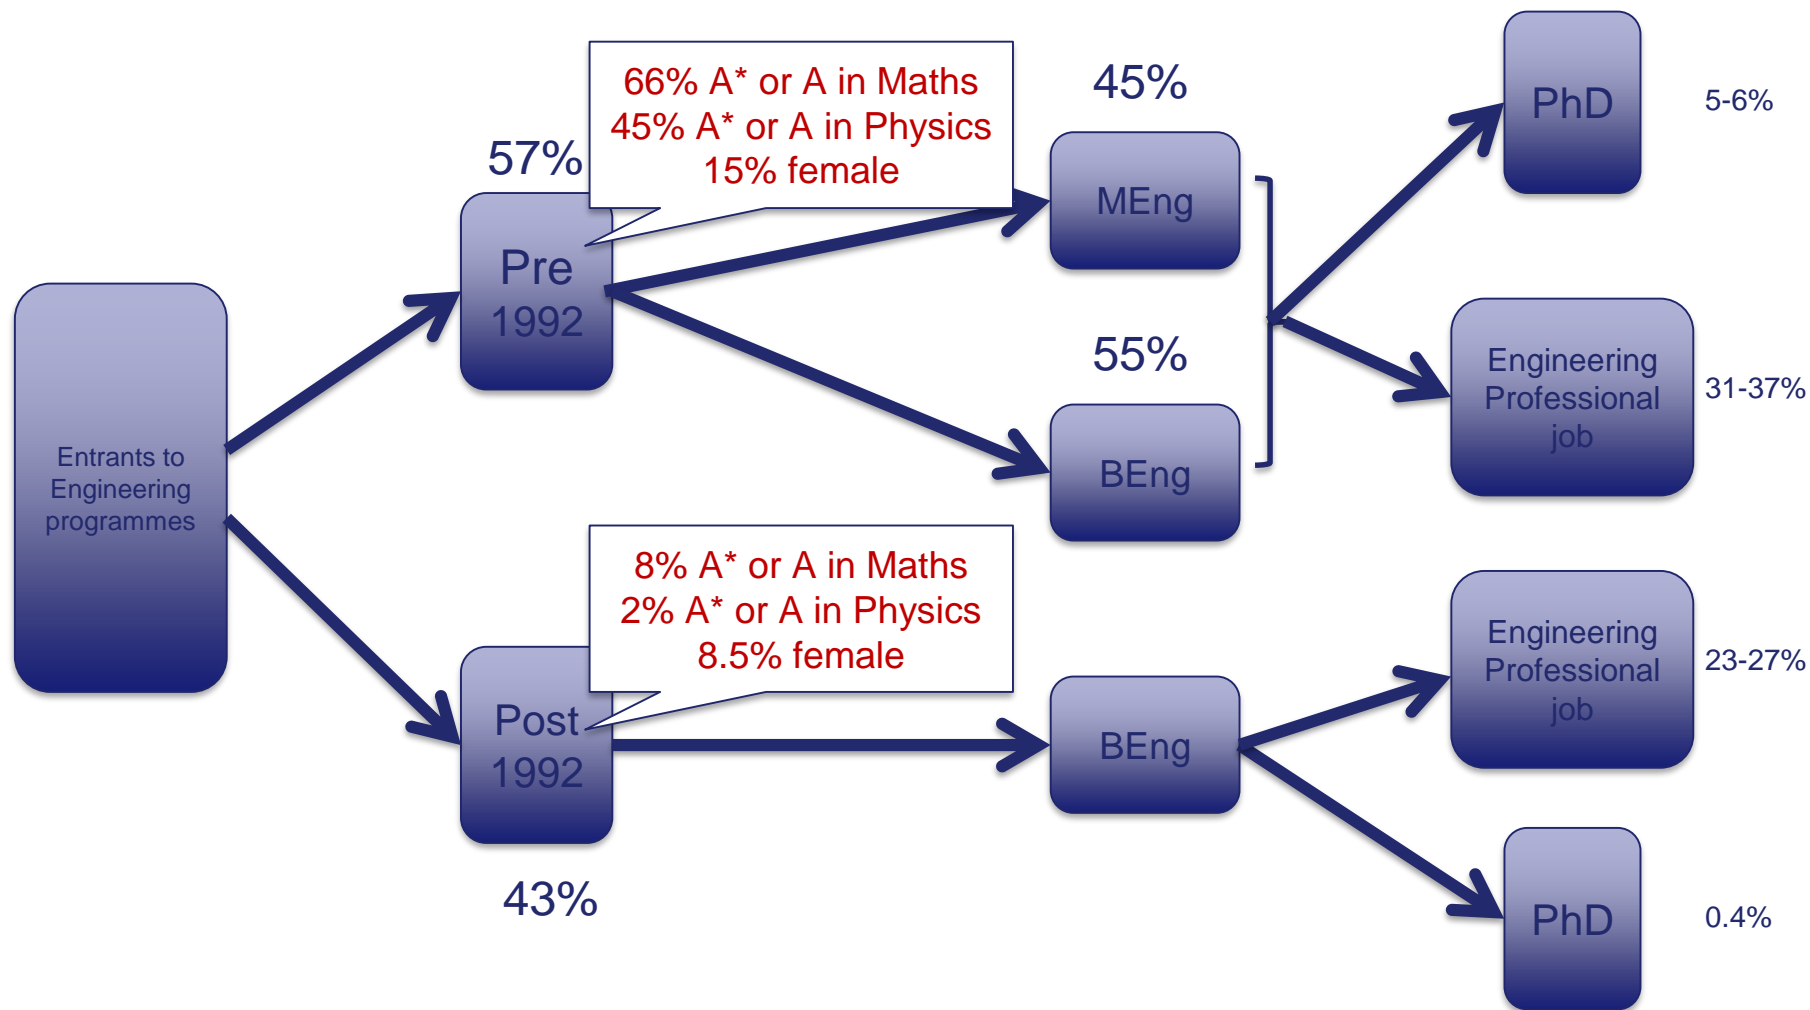 Entrants to
Engineering
programmes
57%
Pre
1992
66% A* or A in Maths
45% A* or A in Physics
15% female
45%
MEng
55%
BEng
PhD
5-6%
Engineering
Professional
job
31-37%
Post
1992
43%
8% A* or A in Maths
2% A* or A in Physics
8.5% female
BEng
Engineering
Professional
job
23-27%
PhD
0.4%